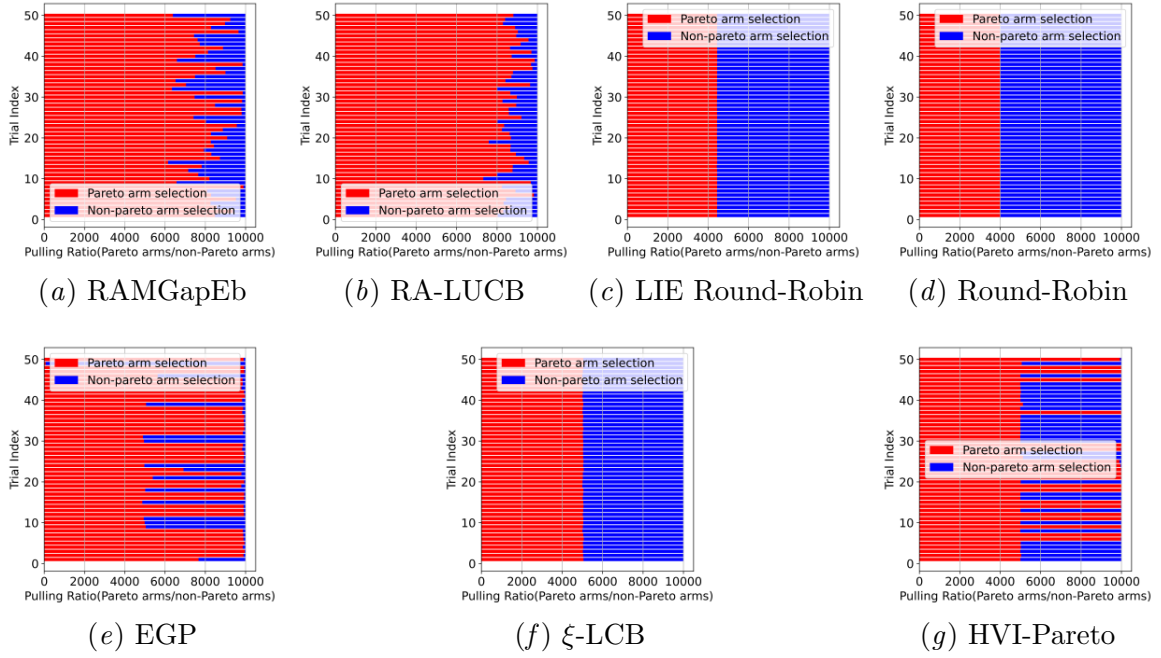 50
40
30
20
10
0
Trial Index
Pareto arm selection
Non-pareto arm selection
0 2000 4000 6000 8000 10000
Pulling Ratio(Pareto arms/non-Pareto arms)
(a) RAMGapEb
50
40
30
20
10
0
Trial Index
Pareto arm selection
Non-pareto arm selection
0 2000 4000 6000 8000 10000
Pulling Ratio(Pareto arms/non-Pareto arms)
(b) RA-LUCB
Pareto arm selection
Non-pareto arm selection
50
40
30
20
10
0
Trial Index
0 2000 4000 6000 8000 10000
Pulling Ratio(Pareto arms/non-Pareto arms)
(c) LIE Round-Robin
Pareto arm selection
Non-pareto arm selection
50
40
30
20
10
0
Trial Index
0 2000 4000 6000 8000 10000
Pulling Ratio(Pareto arms/non-Pareto arms)
(d) Round-Robin
Pareto arm selection
Non-pareto arm selection
50
40
30
20
10
0
Trial Index
0 2000 4000 6000 8000 10000
Pulling Ratio(Pareto arms/non-Pareto arms)
(e) EGP
Pareto arm selection
Non-pareto arm selection
50
40
30
20
10
0
Trial Index
0 2000 4000 6000 8000 10000
Pulling Ratio(Pareto arms/non-Pareto arms)
(f) ξ-LCB
50
40
30
20
10
0
Trial Index
Pareto arm selection
Non-pareto arm selection
0 2000 4000 6000 8000 10000
Pulling Ratio(Pareto arms/non-Pareto arms)
(g) HVI-Pareto